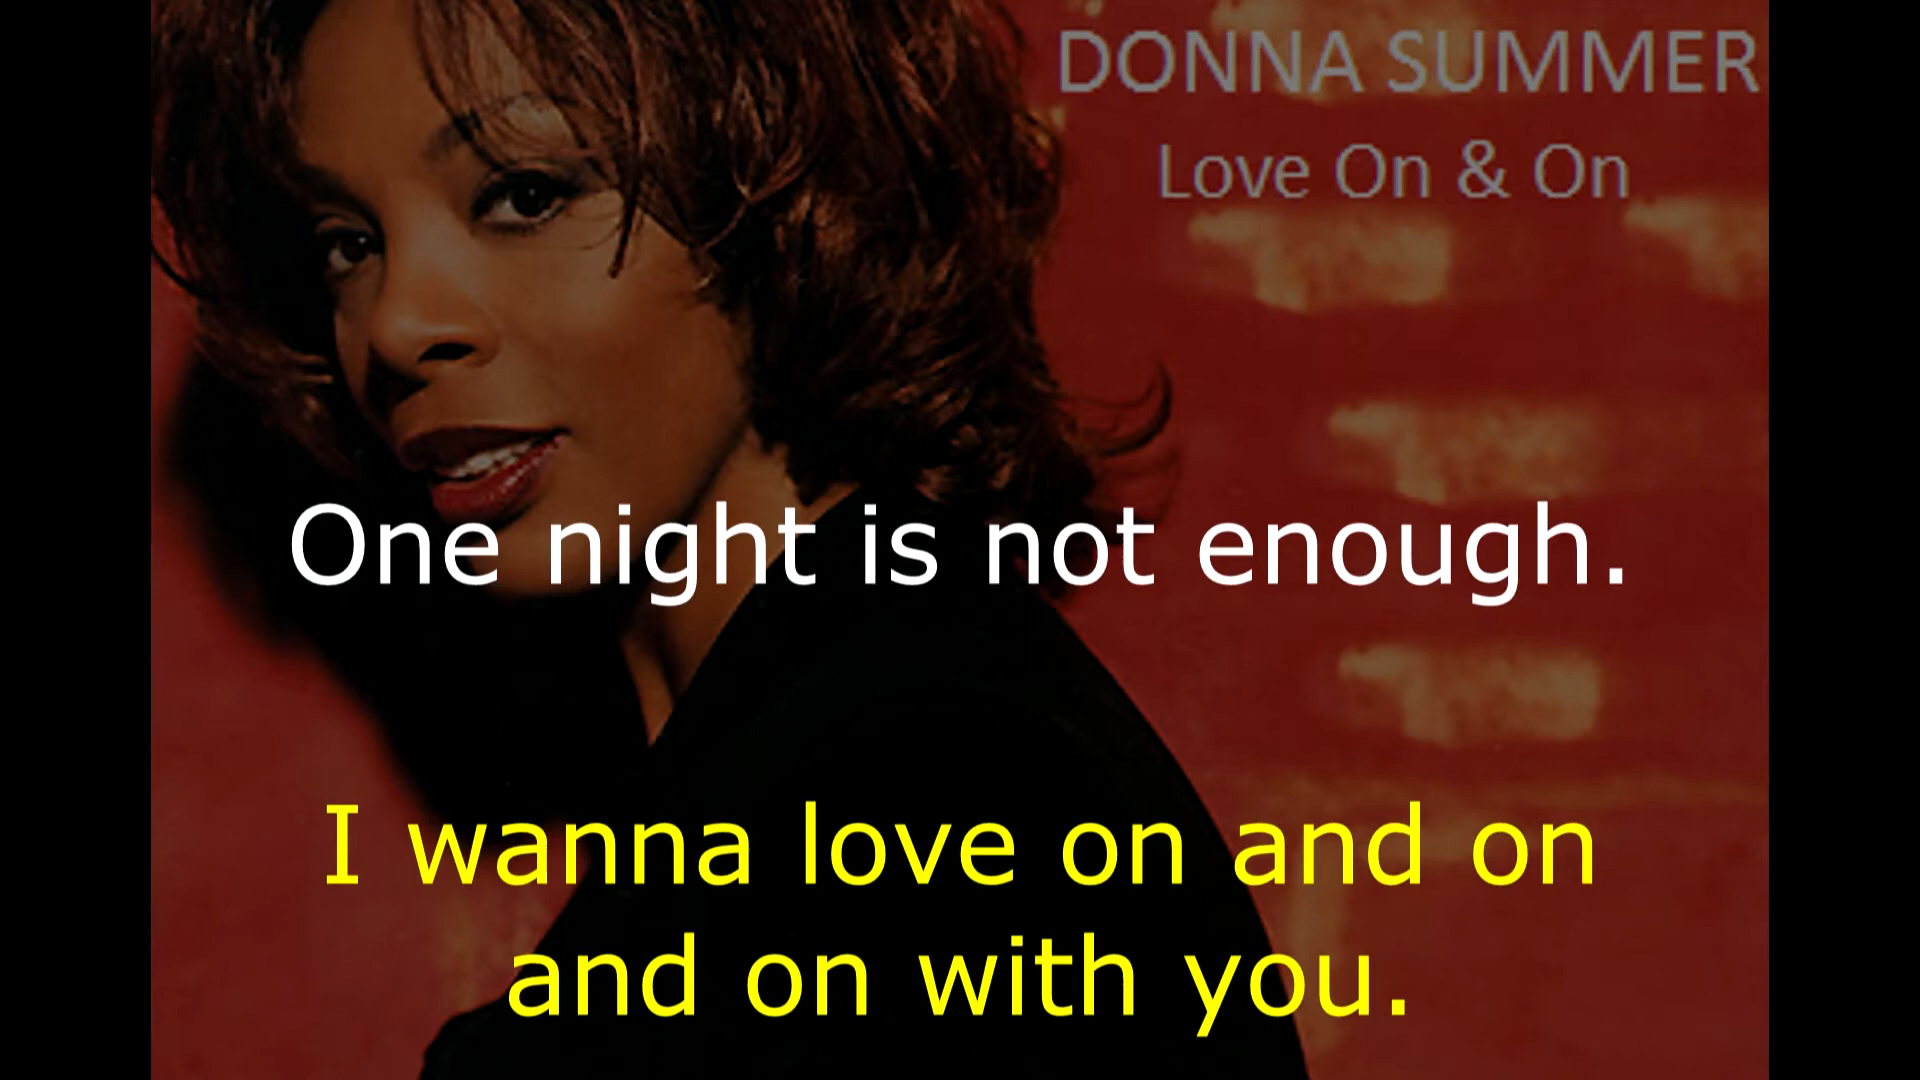 DONNA SUMMER
Love On & On
One night is not enough.
I wanna love on and on
and on with you.